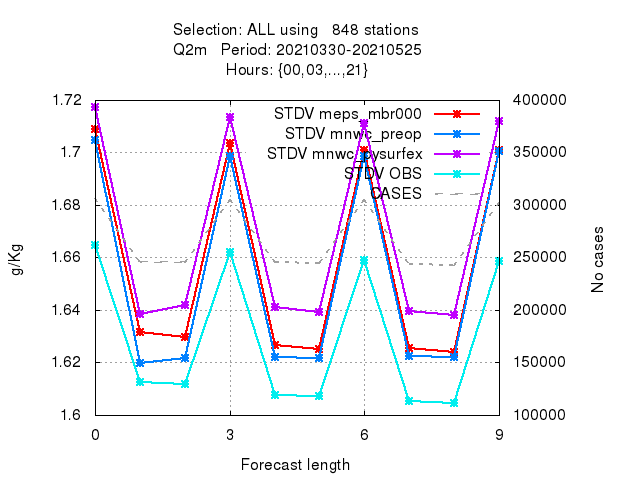 Selection: ALL using   848 stations
Q2m   Period: 20210330-20210525
Hours: {00,03,...,21}
1.72
1.7
1.68
1.66
1.64
1.62
1.6
g/Kg
STDV meps_mbr000
STDV mnwc_preop
STDV mnwc_pysurfex
STDV OBS
CASES
400000
350000
300000
250000
200000
150000
100000
No cases
0 3 6 9
Forecast length